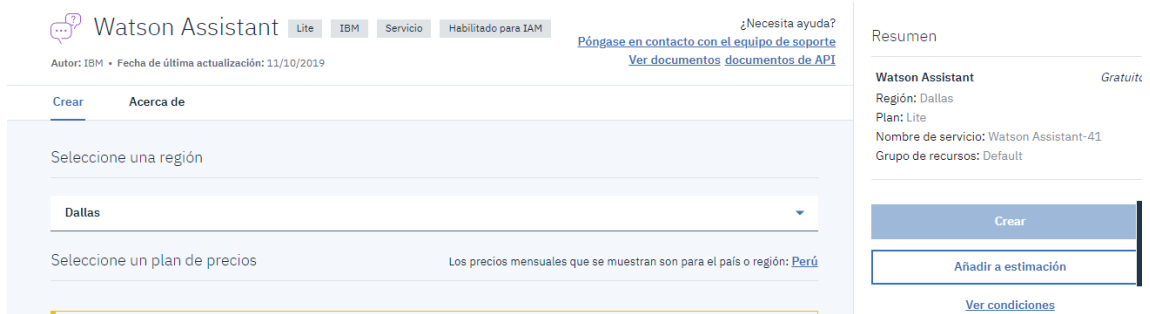 Watson Assistant Lite IBM Servicio Habilitado para IAM
Autor: IBM • Fecha de última actualización: 11/10/2019
¿Necesita ayuda?
Póngase en contacto con el equipo de soporte
Ver documentos documentos de API
Crear Acerca de
Seleccione una región
Dallas
Seleccione un plan de precios
Los precios mensuales que se muestran son para el país o región: Perú
Resumen
Watson Assistant Gratuito
Región: Dallas
Plan: Lite
Nombre de servicio: Watson Assistant-41
Grupo de recursos: Default
Crear
Añadir a estimación
Ver condiciones